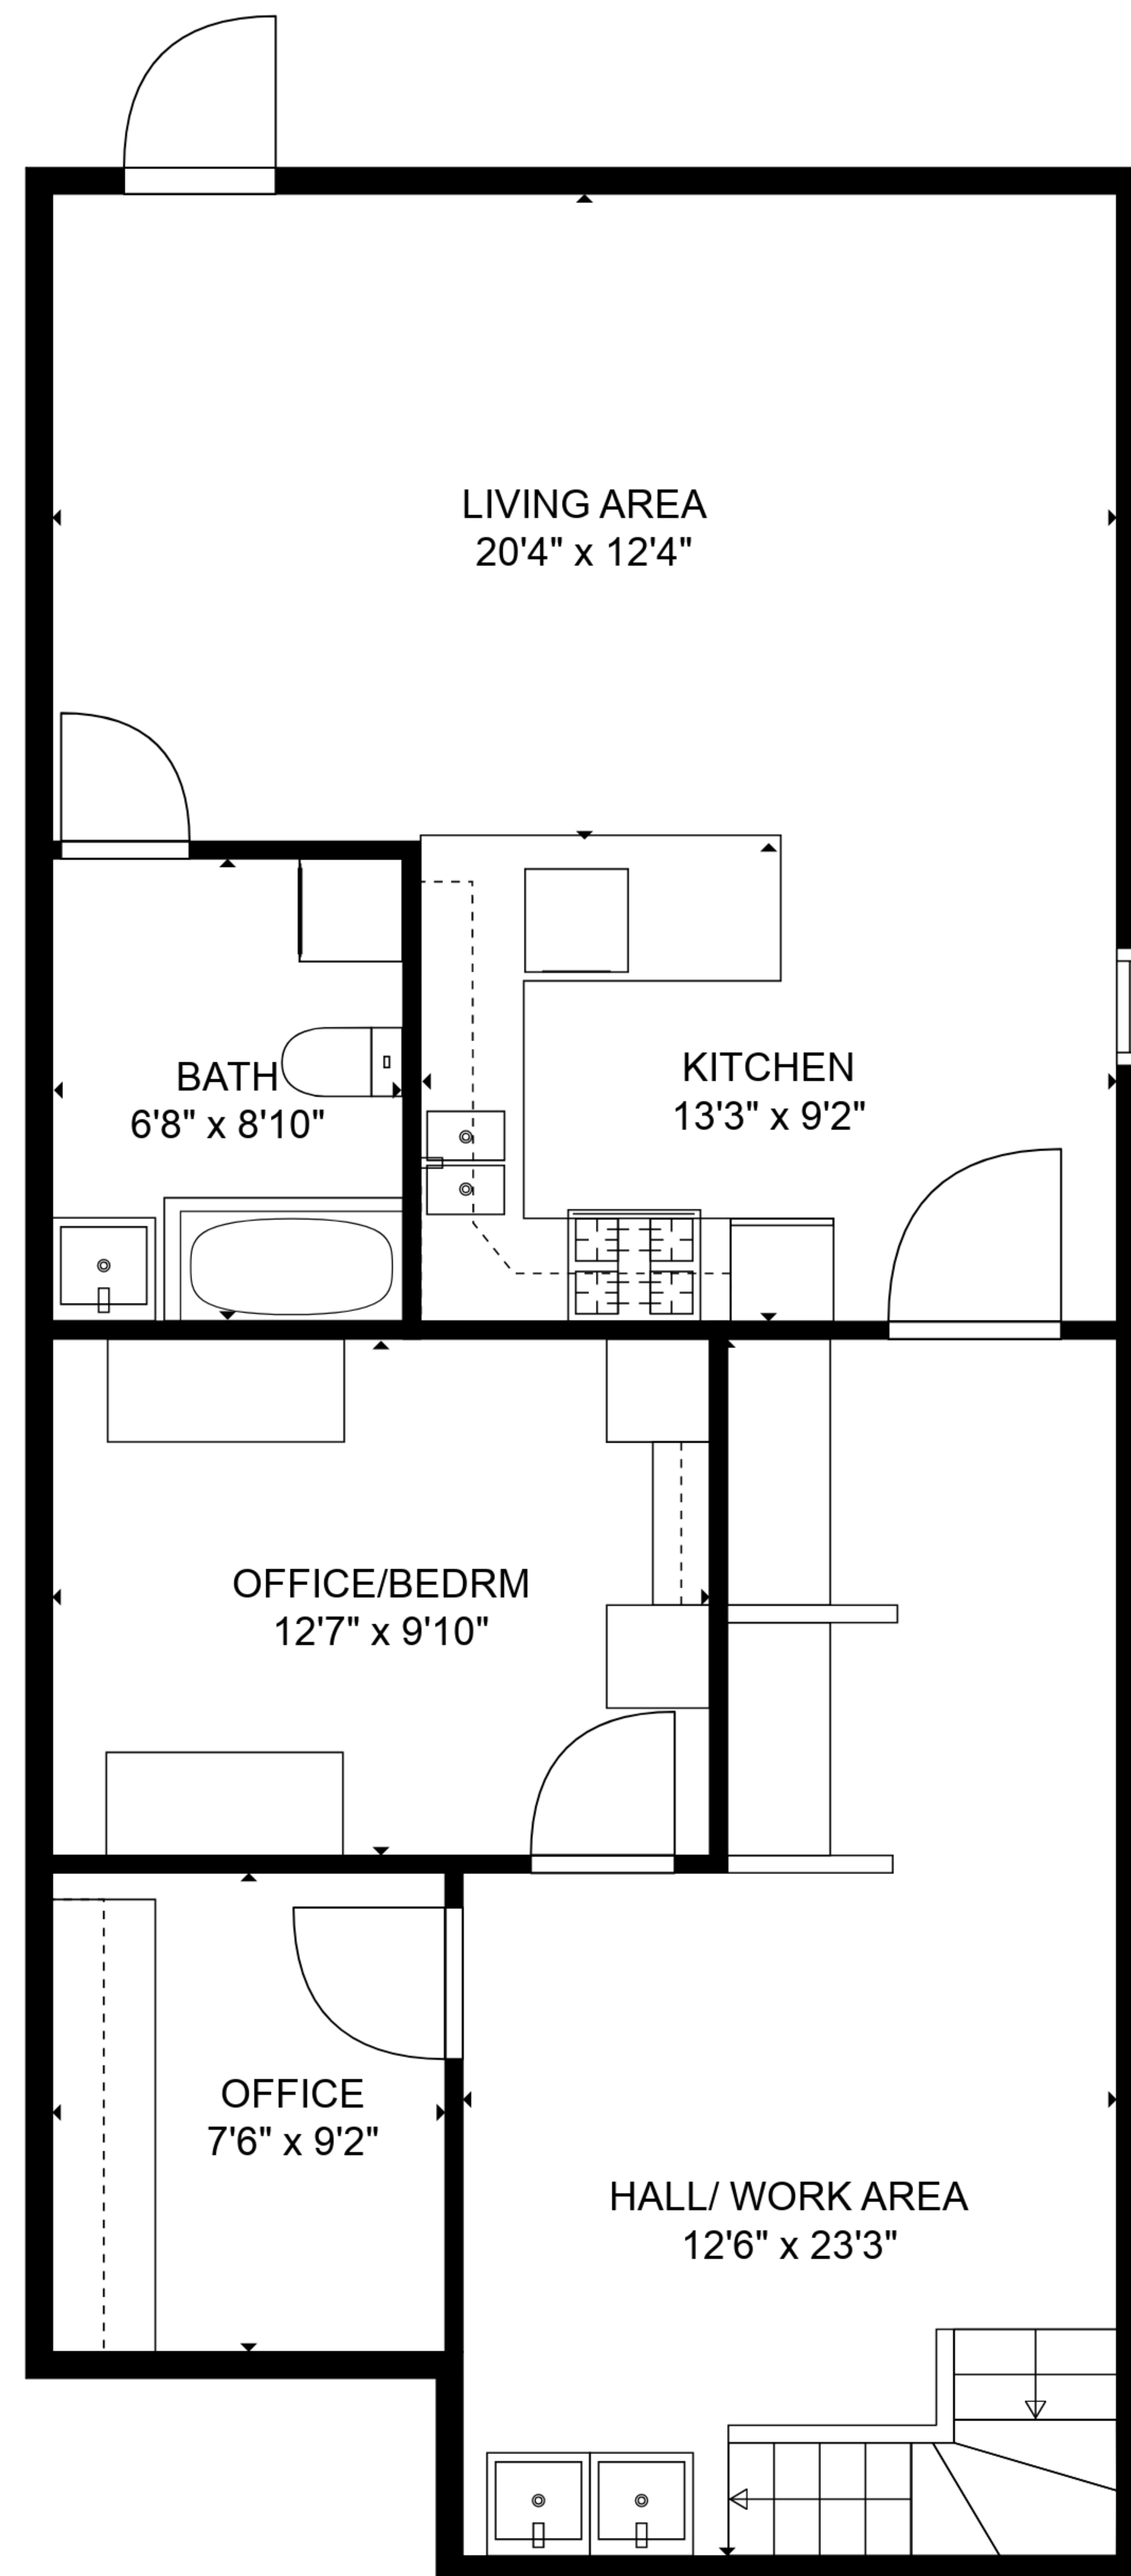 LIVING AREA
20'4" x 12'4"
BATH
6'8" x 8'10"
KITCHEN
13'3" x 9'2"
OFFICE/BEDRM
12'7" x 9'10"
OFFICE
7'6" x 9'2"
HALL/ WORK AREA
12'6" x 23'3"